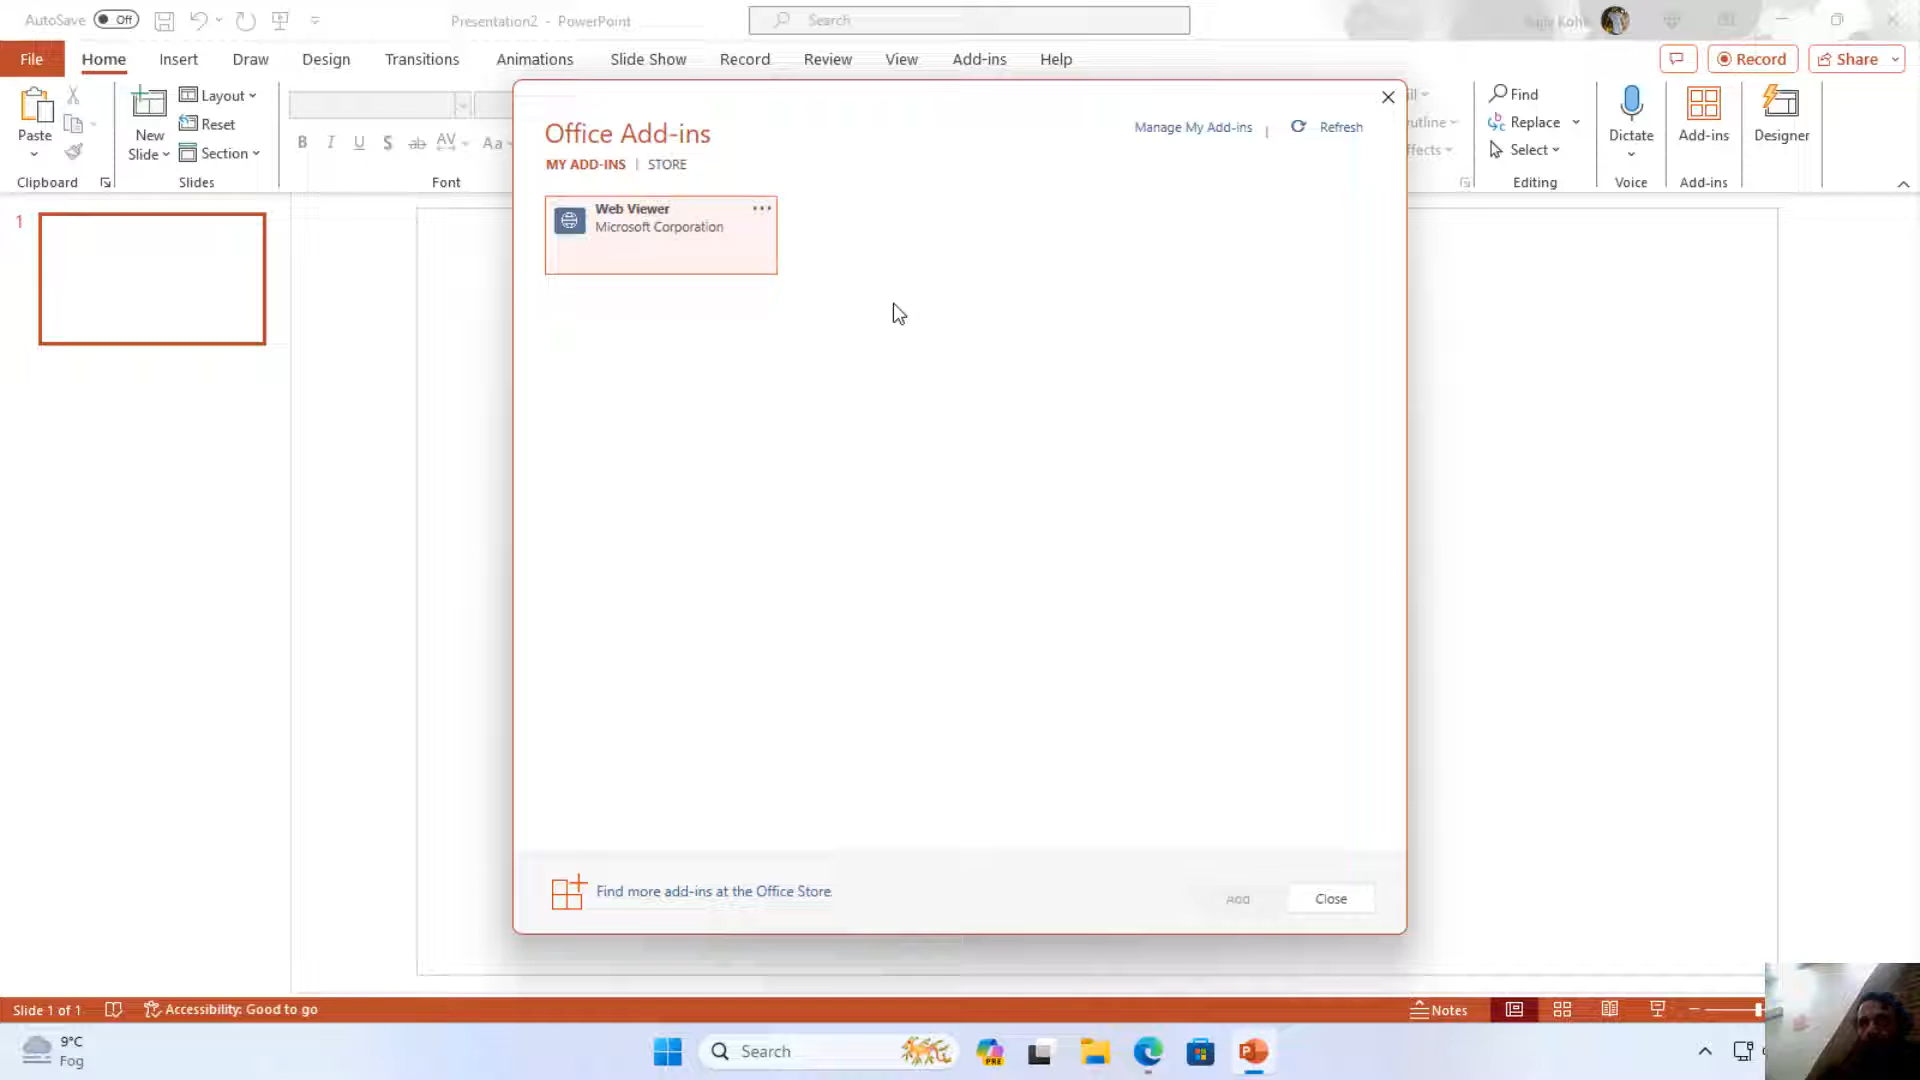 AutoSave Off Presentation2 - PowerPoint Search
File Home Insert Draw Design Transitions Animations Slide Show Record Review View Add-ins Help Record Share
Paste
New
Slide
Layout
Reset
Section
B I U S ab AV Aa
Find
Replace
Select
Dictate
Add-ins
Designer
Clipboard Slides Font Editing Voice Add-ins
Office Add-ins
Manage My Add-ins | Refresh
MY ADD-INS | STORE
Web Viewer ...
Microsoft Corporation
1
Find more add-ins at the Office Store
Add Close
Slide 1 of 1 Accessibility: Good to go Notes
9°C
Fog
Search
PRE